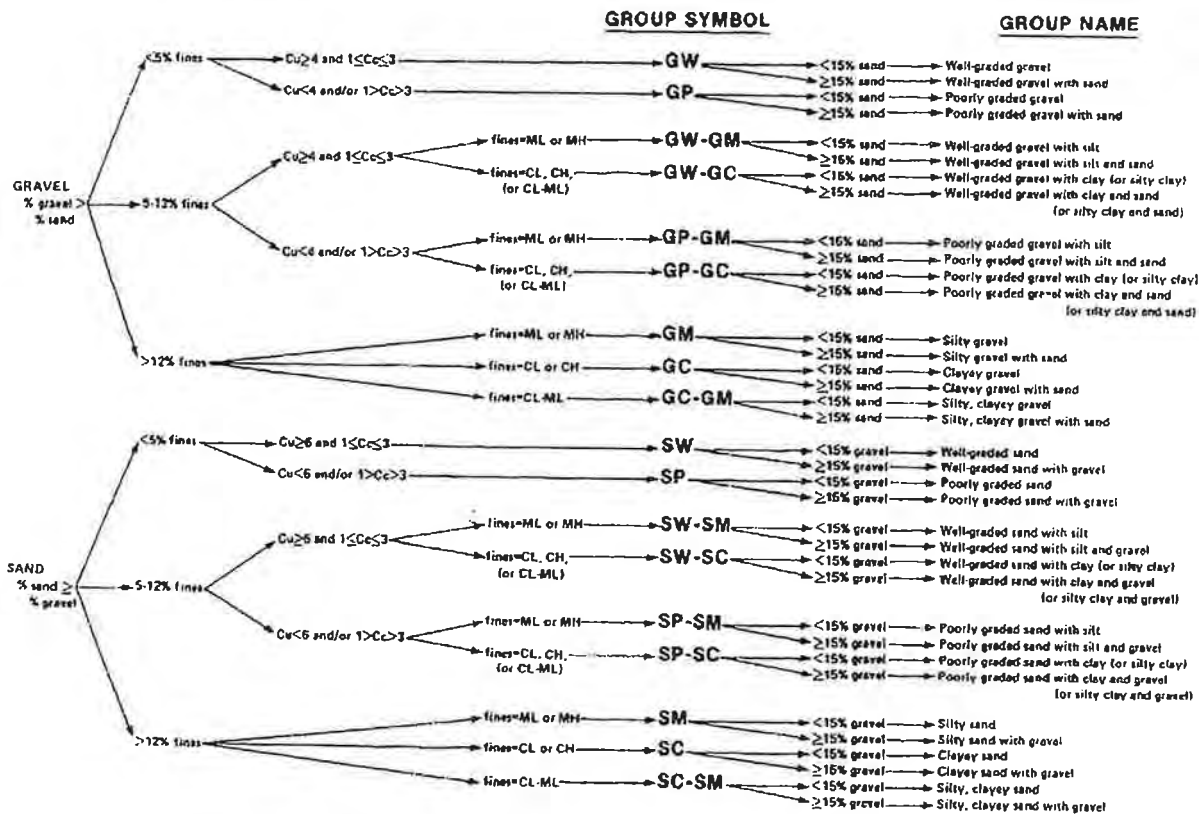 GROUP SYMBOL
GROUP NAME
<5% fines
Cu≥4 and 1≤Cc≤3
GW
<15% sand
Well-graded gravel
≥15% sand
Well-graded gravel with sand
Cu<4 and/or 1>Cc>3
GP
<15% sand
Poorly graded gravel
≥15% sand
Poorly graded gravel with sand
GRAVEL
% gravel >
% sand
5-12% fines
Cu≥4 and 1≤Cc≤3
fines=ML or MH
GW-GM
<15% sand
Well-graded gravel with silt
≥15% sand
Well-graded gravel with silt and sand
fines=CL, CH,
(or CL-ML)
GW-GC
<15% sand
Well-graded gravel with clay (or silty clay)
≥15% sand
Well-graded gravel with clay and sand
(or silty clay and sand)
Cu<4 and/or 1>Cc>3
fines=ML or MH
GP-GM
<15% sand
Poorly graded gravel with silt
≥15% sand
Poorly graded gravel with silt and sand
fines=CL, CH,
(or CL-ML)
GP-GC
<15% sand
Poorly graded gravel with clay (or silty clay)
≥15% sand
Poorly graded gravel with clay and sand
(or silty clay and sand)
>12% fines
fines=ML or MH
GM
<15% sand
Silty gravel
≥15% sand
Silty gravel with sand
fines=CL or CH
GC
<15% sand
Clayey gravel
≥15% sand
Clayey gravel with sand
fines=CL-ML
GC-GM
<15% sand
Silty, clayey gravel
≥15% sand
Silty, clayey gravel with sand
<5% fines
Cu≥6 and 1≤Cc≤3
SW
<15% gravel
Well-graded sand
≥15% gravel
Well-graded sand with gravel
Cu<6 and/or 1>Cc>3
SP
<15% gravel
Poorly graded sand
≥15% gravel
Poorly graded sand with gravel
SAND
% sand ≥
% gravel
5-12% fines
Cu≥6 and 1≤Cc≤3
fines=ML or MH
SW-SM
<15% gravel
Well-graded sand with silt
≥15% gravel
Well-graded sand with silt and gravel
fines=CL, CH,
(or CL-ML)
SW-SC
<15% gravel
Well-graded sand with clay (or silty clay)
≥15% gravel
Well-graded sand with clay and gravel
(or silty clay and gravel)
Cu<6 and/or 1>Cc>3
fines=ML or MH
SP-SM
<15% gravel
Poorly graded sand with silt
≥15% gravel
Poorly graded sand with silt and gravel
fines=CL, CH,
(or CL-ML)
SP-SC
<15% gravel
Poorly graded sand with clay (or silty clay)
≥15% gravel
Poorly graded sand with clay and gravel
(or silty clay and gravel)
>12% fines
fines=ML or MH
SM
<15% gravel
Silty sand
≥15% gravel
Silty sand with gravel
fines=CL or CH
SC
<15% gravel
Clayey sand
≥15% gravel
Clayey sand with gravel
fines=CL-ML
SC-SM
<15% gravel
Silty, clayey sand
≥15% gravel
Silty, clayey sand with gravel